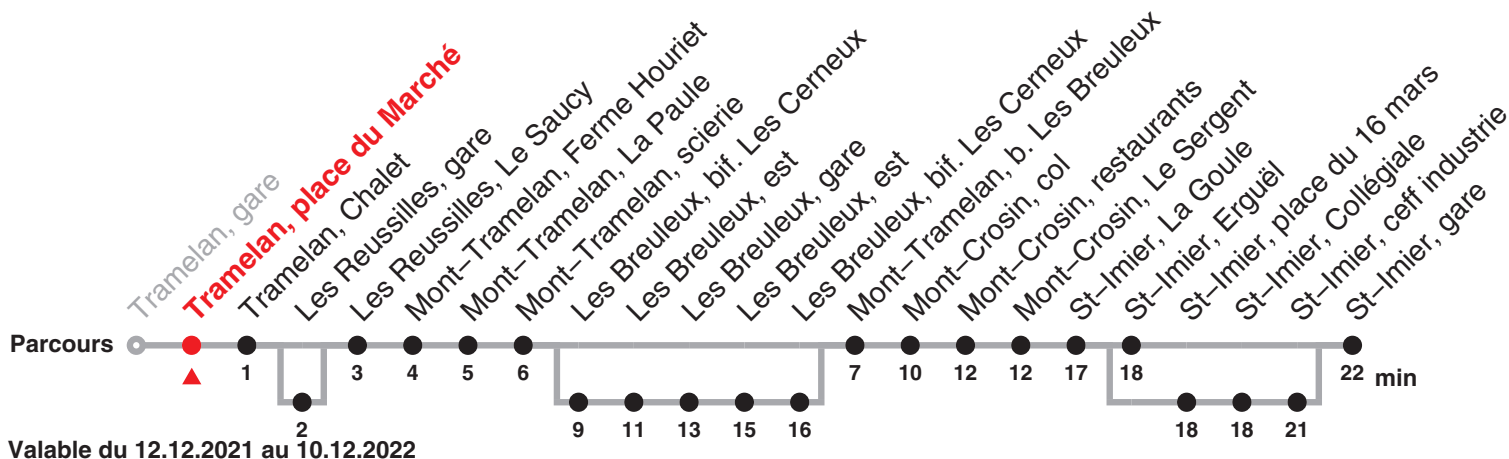 Tramelan, gare
Tramelan, place du Marché
Tramelan, Chalet
Les Reussilles, gare
Les Reussilles, Le Saucy
Mont–Tramelan, Ferme Houriet
Mont–Tramelan, La Paule
Mont–Tramelan, scierie
Les Breuleux, bif. Les Cerneux
Les Breuleux, est
Les Breuleux, gare
Les Breuleux, est
Les Breuleux, bif. Les Cerneux
Mont–Tramelan, b. Les Breuleux
Mont–Crosin, col
Mont–Crosin, restaurants
Mont–Crosin, Le Sergent
St–Imier, La Goule
St–Imier, Erguël
St–Imier, place du 16 mars
St–Imier, Collégiale
St–Imier, ceff industrie
St–Imier, gare
Parcours
1 3 4 5 6 7 10 12 12 17 18 22 min
2 9 11 13 15 16 18 18 21
Valable du 12.12.2021 au 10.12.2022